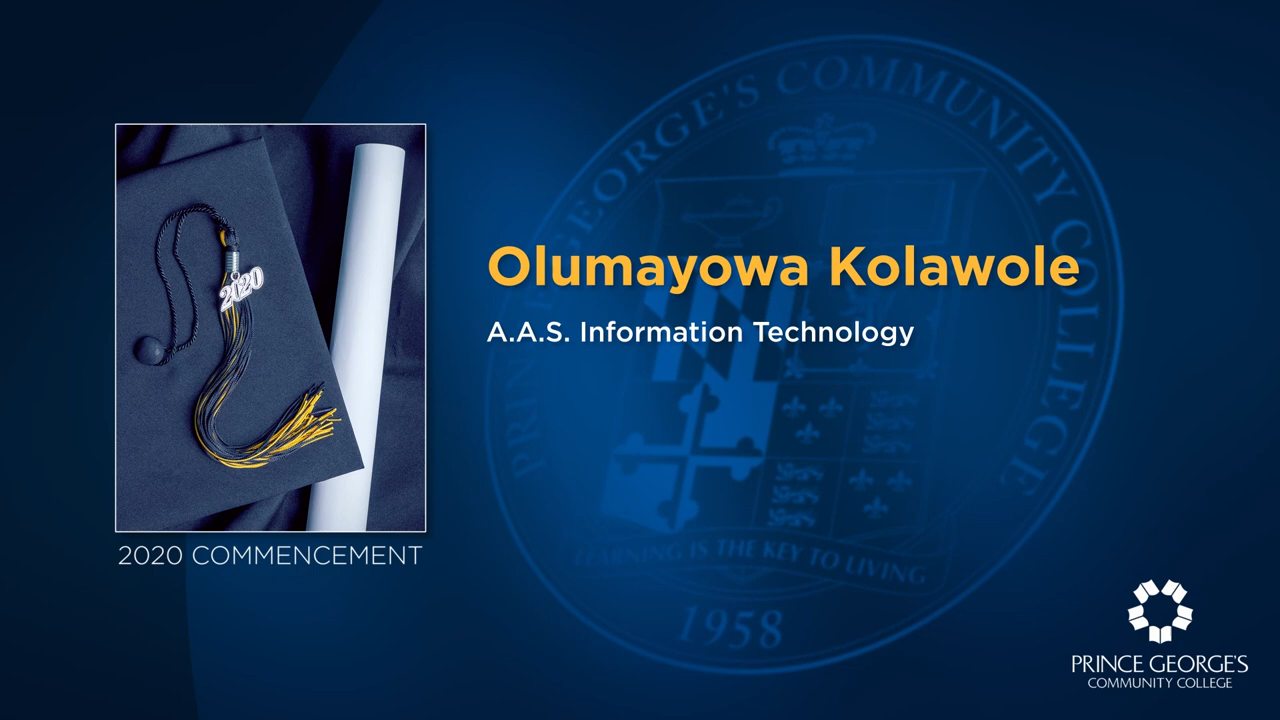 PRINCE GEORGE'S COMMUNITY COLLEGE
2020
Olumayowa Kolawole
A.A.S. Information Technology
LEARNING IS THE KEY TO LIVING
1958
2020 COMMENCEMENT
PRINCE GEORGE'S
COMMUNITY COLLEGE